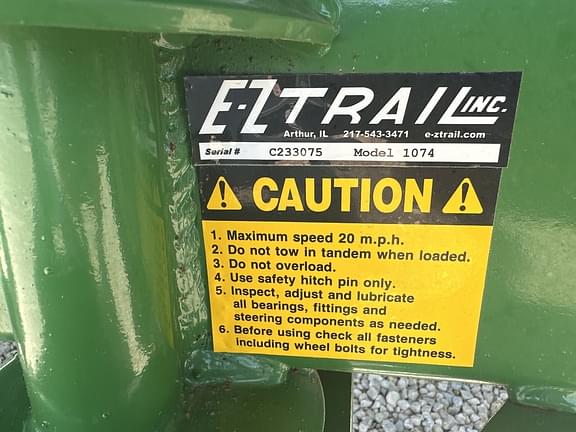 E-Z TRAIL INC.
Arthur, IL 217-543-3471 e-ztrail.com
Serial # C233075 Model 1074
CAUTION
1. Maximum speed 20 m.p.h.
2. Do not tow in tandem when loaded.
3. Do not overload.
4. Use safety hitch pin only.
5. Inspect, adjust and lubricate
all bearings, fittings and
steering components as needed.
6. Before using check all fasteners
including wheel bolts for tightness.